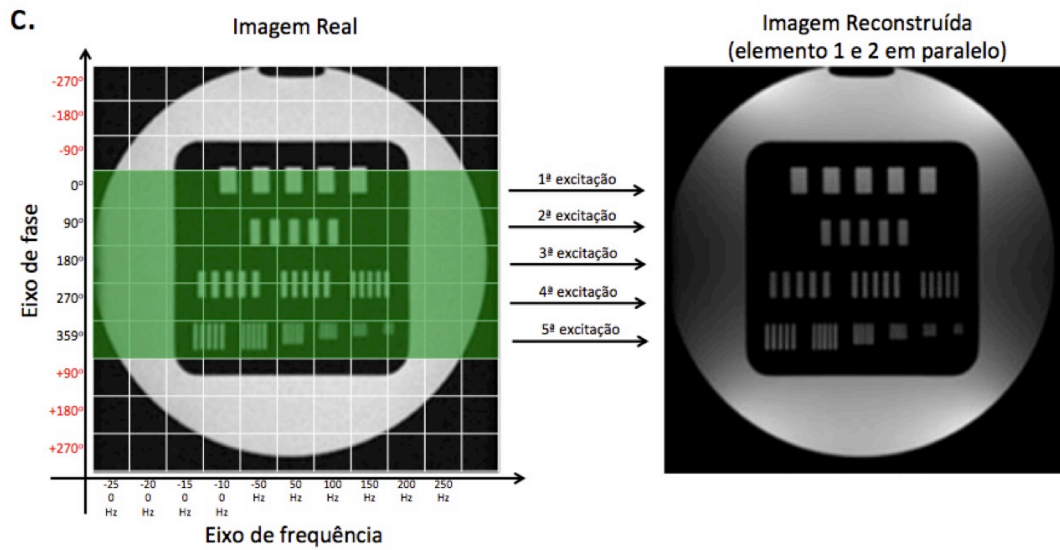 C.
Imagem Real
Imagem Reconstruída
(elemento 1 e 2 em paralelo)
Eixo de fase
-270º
-180º
-90º
0º
90º
180º
270º
359º
+90º
+180º
+270º
1ª excitação
2ª excitação
3ª excitação
4ª excitação
5ª excitação
-25 -20 -15 -10 -50 50 100 150 200 250
0 0 0 0 Hz Hz Hz Hz Hz Hz
Hz Hz Hz Hz
Eixo de frequência